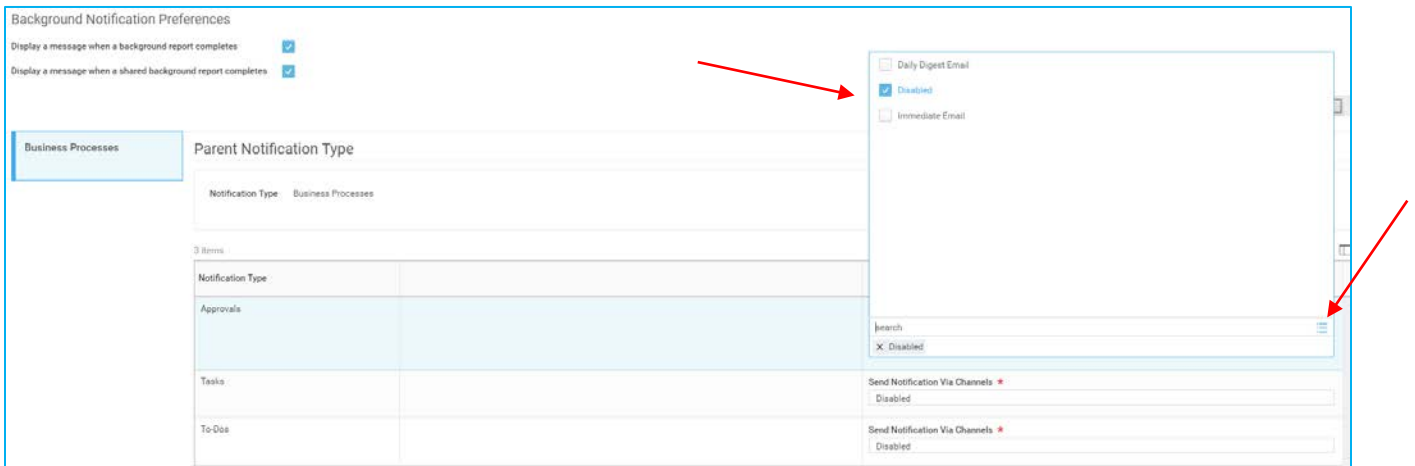 Background Notification Preferences
Display a message when a background report completes
Display a message when a shared background report completes
Daily Digest Email
Disabled
Immediate Email
Business Processes
Parent Notification Type
Notification Type Business Processes
3 items
Notification Type
Approvals
search
X Disabled
Tasks
Send Notification Via Channels *
Disabled
To-Dos
Send Notification Via Channels *
Disabled